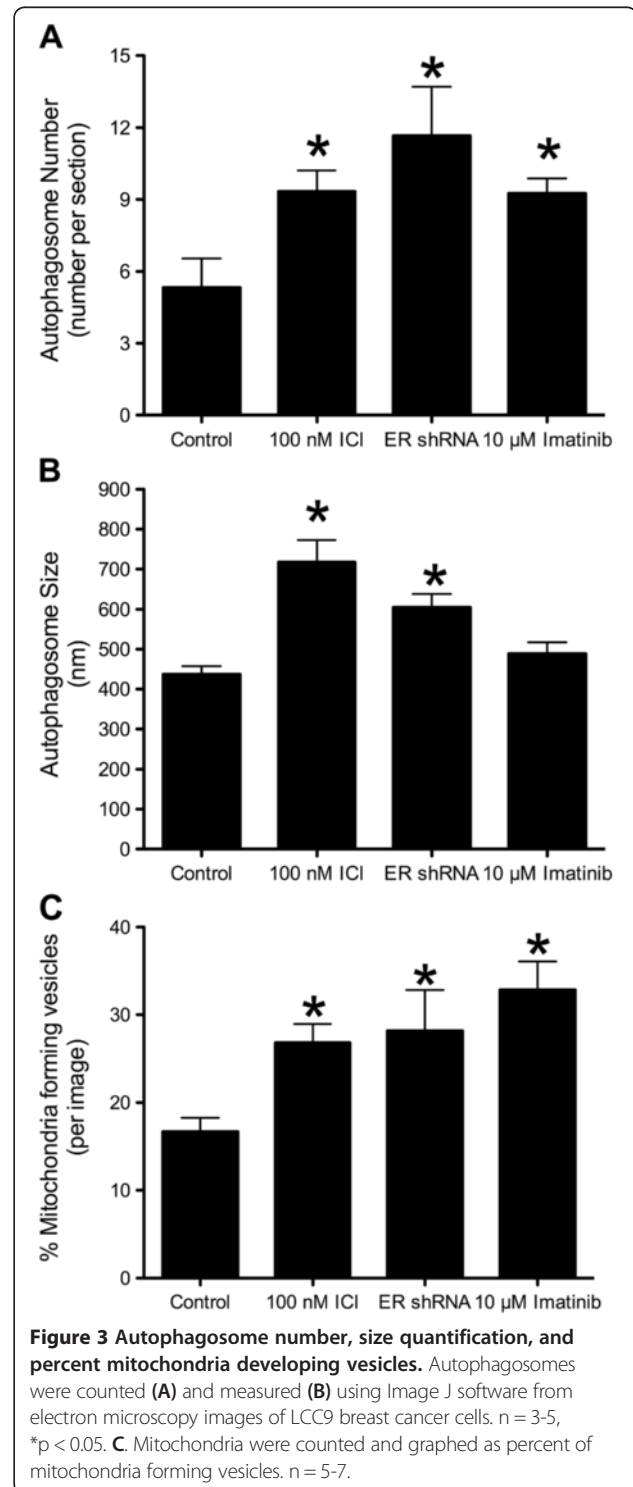 A
Autophagosome Number
(number per section)
15
12
9
6
3
0
*
*
*
Control
100 nM ICI
ER shRNA
10 µM Imatinib
B
Autophagosome Size
(nm)
900
800
700
600
500
400
300
200
100
0
*
*
Control
100 nM ICI
ER shRNA
10 µM Imatinib
C
% Mitochondria forming vesicles
(per image)
40
30
20
10
0
*
*
*
Control
100 nM ICI
ER shRNA
10 µM Imatinib
Figure 3 Autophagosome number, size quantification, and
percent mitochondria developing vesicles. Autophagosomes
were counted (A) and measured (B) using Image J software from
electron microscopy images of LCC9 breast cancer cells. n = 3-5,
*p < 0.05. C. Mitochondria were counted and graphed as percent of
mitochondria forming vesicles. n = 5-7.